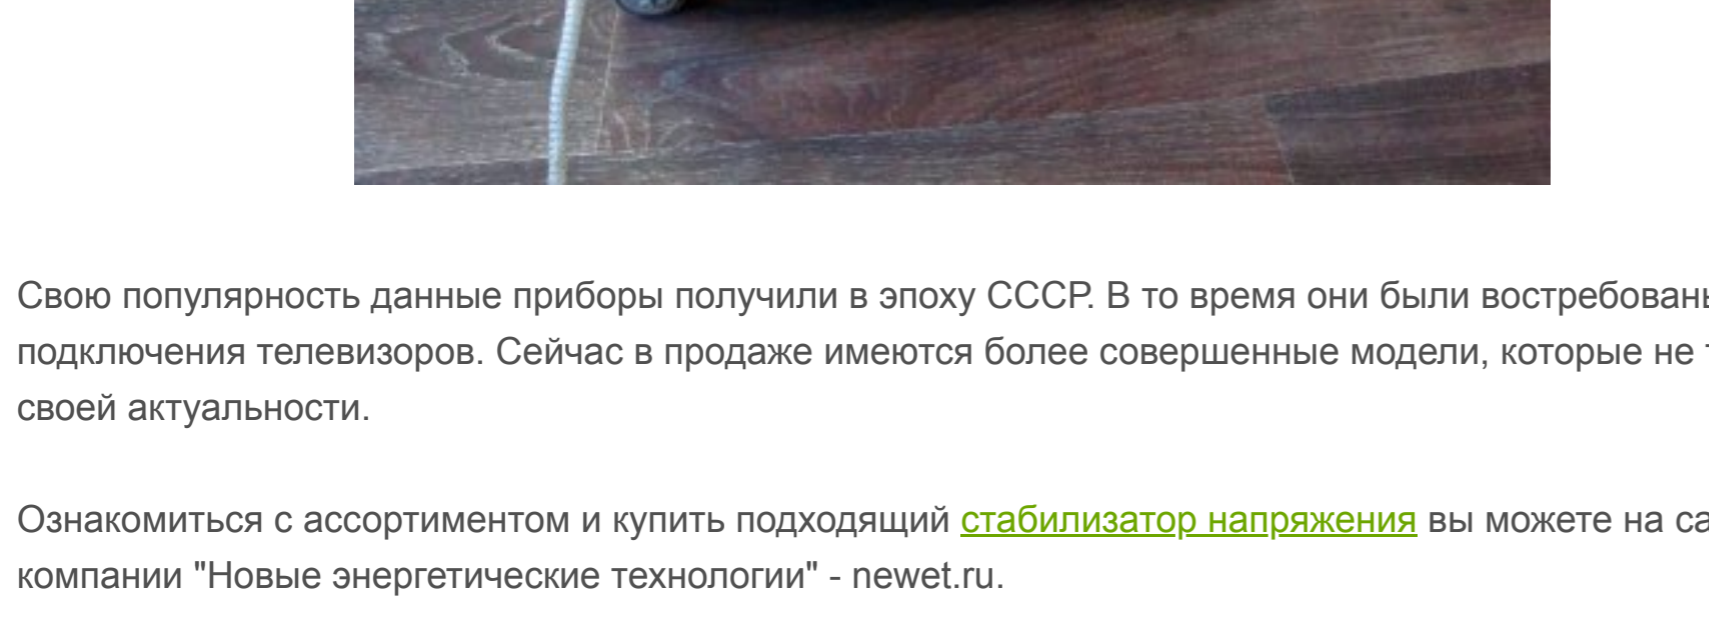 Свою популярность данные приборы получили в эпоху СССР. В то время они были
подключения телевизоров. Сейчас в продаже имеются более совершенные модели, которые не
своей актуальности.
Ознакомиться с ассортиментом и купить подходящий стабилизатор напряжения вы можете на
компании "Новые энергетические технологии" - newet.ru.